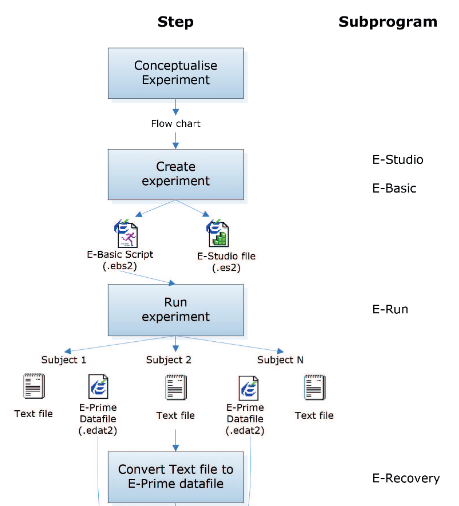 Step
Subprogram
Conceptualise
Experiment
Flow chart
Create
experiment
E-Studio
E-Basic
E-Basic Script
(.ebs2)
E-Studio file
(.es2)
Run
experiment
E-Run
Subject 1
Subject 2
Subject N
Text file
E-Prime
Datafile
(.edat2)
Text file
E-Prime
Datafile
(.edat2)
Text file
Convert Text file to
E-Prime datafile
E-Recovery